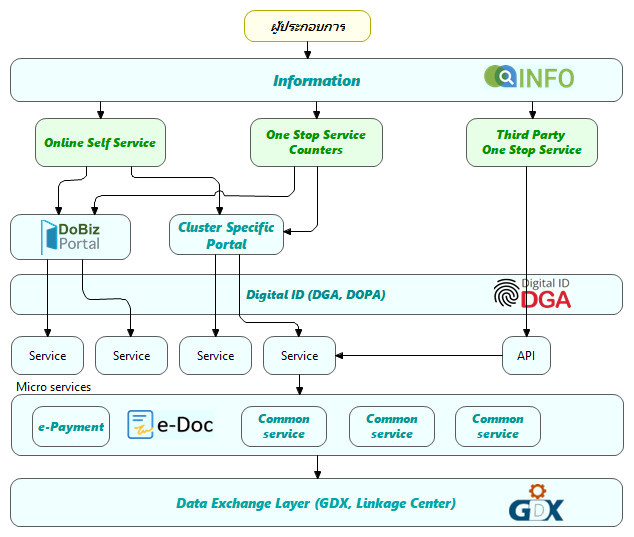 ผู้ประกอบการ
Information
INFO
Online Self Service
One Stop Service
Counters
Third Party
One Stop Service
DoBiz
Portal
Cluster Specific
Portal
Digital ID (DGA, DOPA)
Digital ID
DGA
Service
Service
Service
Service
API
Micro services
e-Payment
e-Doc
Common
service
Common
service
Common
service
Data Exchange Layer (GDX, Linkage Center)
GDX